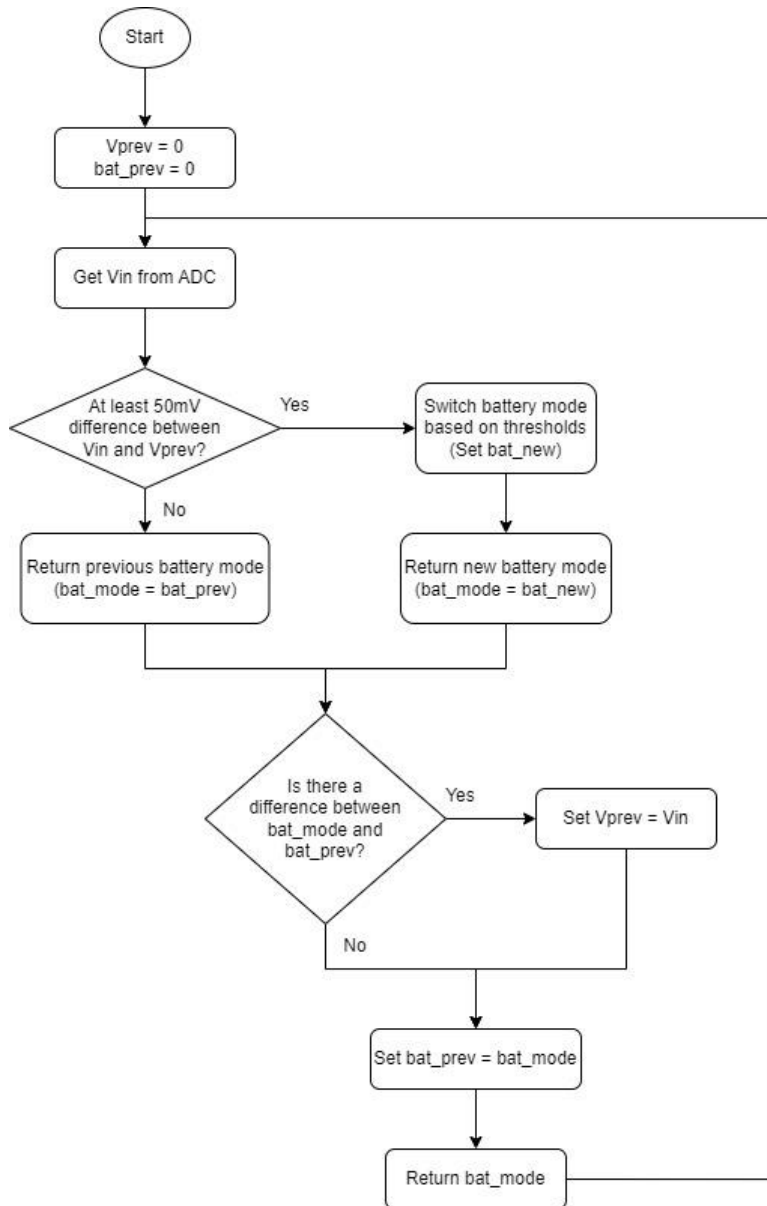 Start
Vprev = 0
bat_prev = 0
Get Vin from ADC
At least 50mV
difference between
Vin and Vprev?
Yes
Switch battery mode
based on thresholds
(Set bat_new)
No
Return previous battery mode
(bat_mode = bat_prev)
Return new battery mode
(bat_mode = bat_new)
Is there a
difference between
bat_mode and
bat_prev?
Yes
Set Vprev = Vin
No
Set bat_prev = bat_mode
Return bat_mode